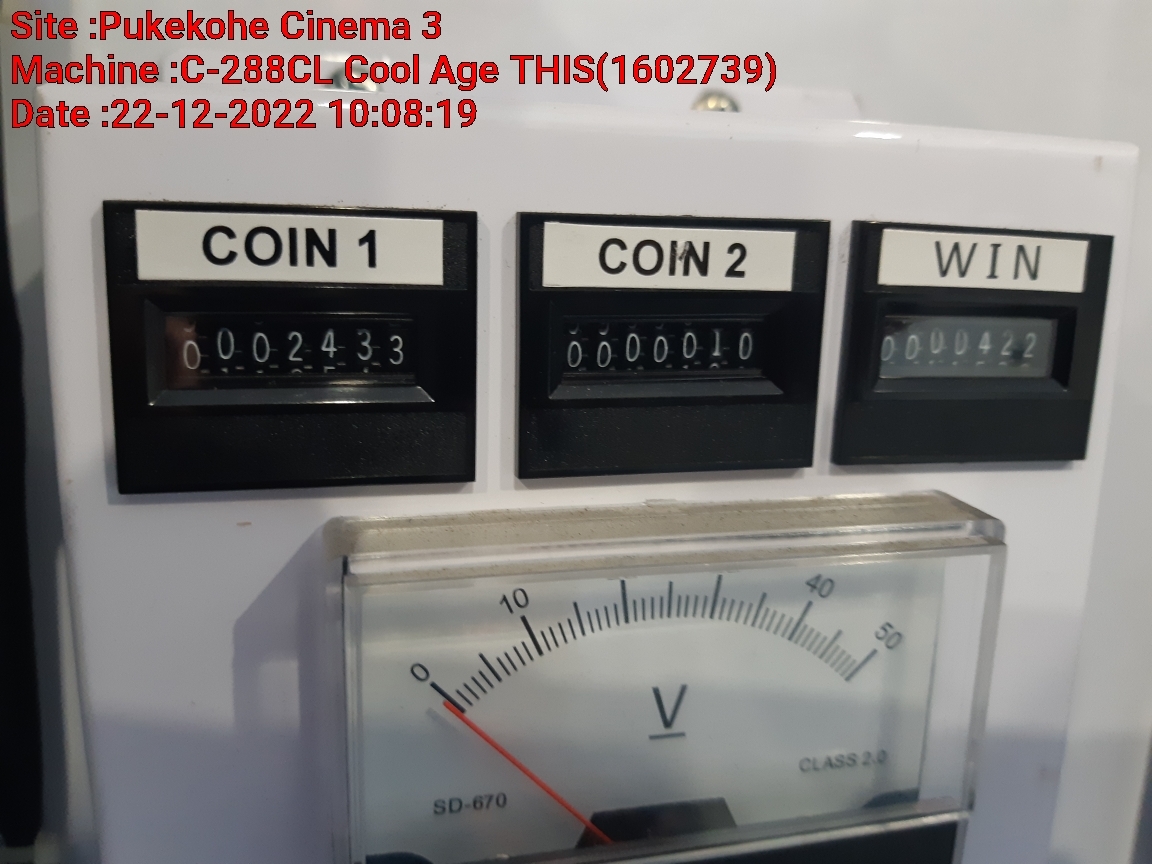 Site :Pukekohe Cinema 3
Machine :C-288CL Cool Age THIS(1602739)
Date :22-12-2022 10:08:19
COIN 1
COIN 2
WIN
0002433
0000010
0000422
0 10 40 50
V
CLASS 2.0
SD-670